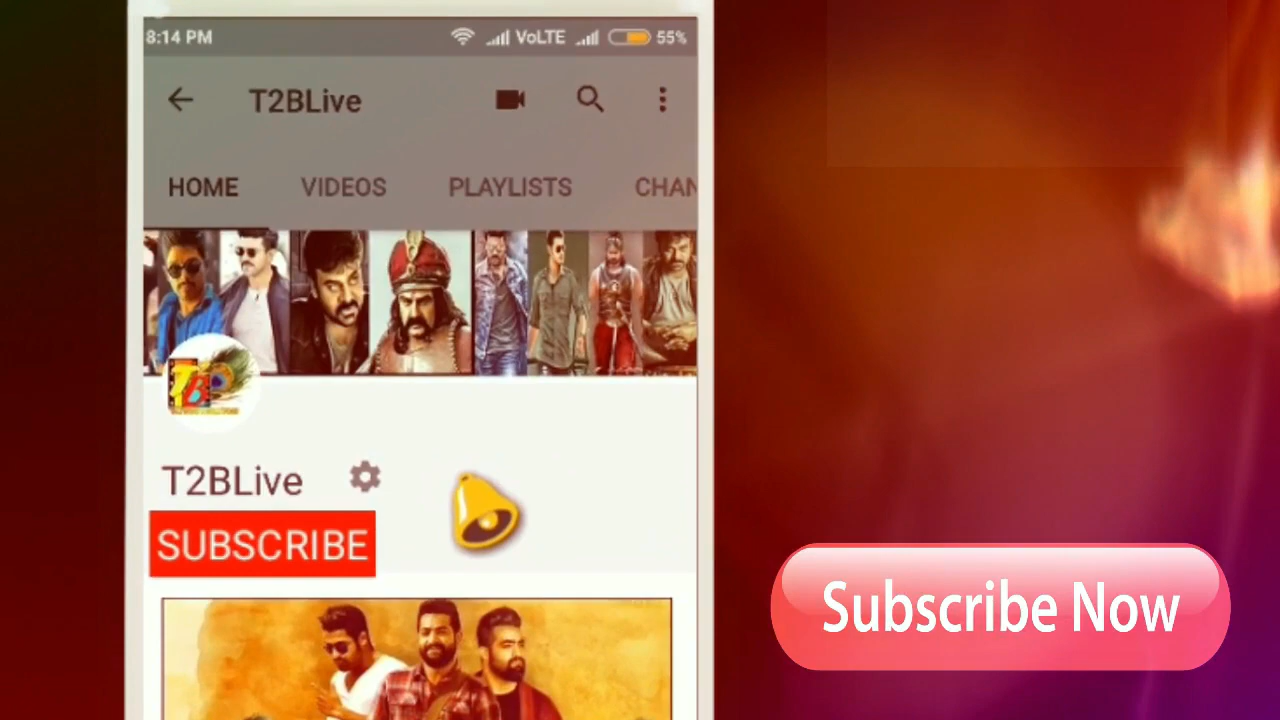 8:14 PM VoLTE 55%
T2BLive
HOME VIDEOS PLAYLISTS CHAN
T2BLive
SUBSCRIBE
Subscribe Now